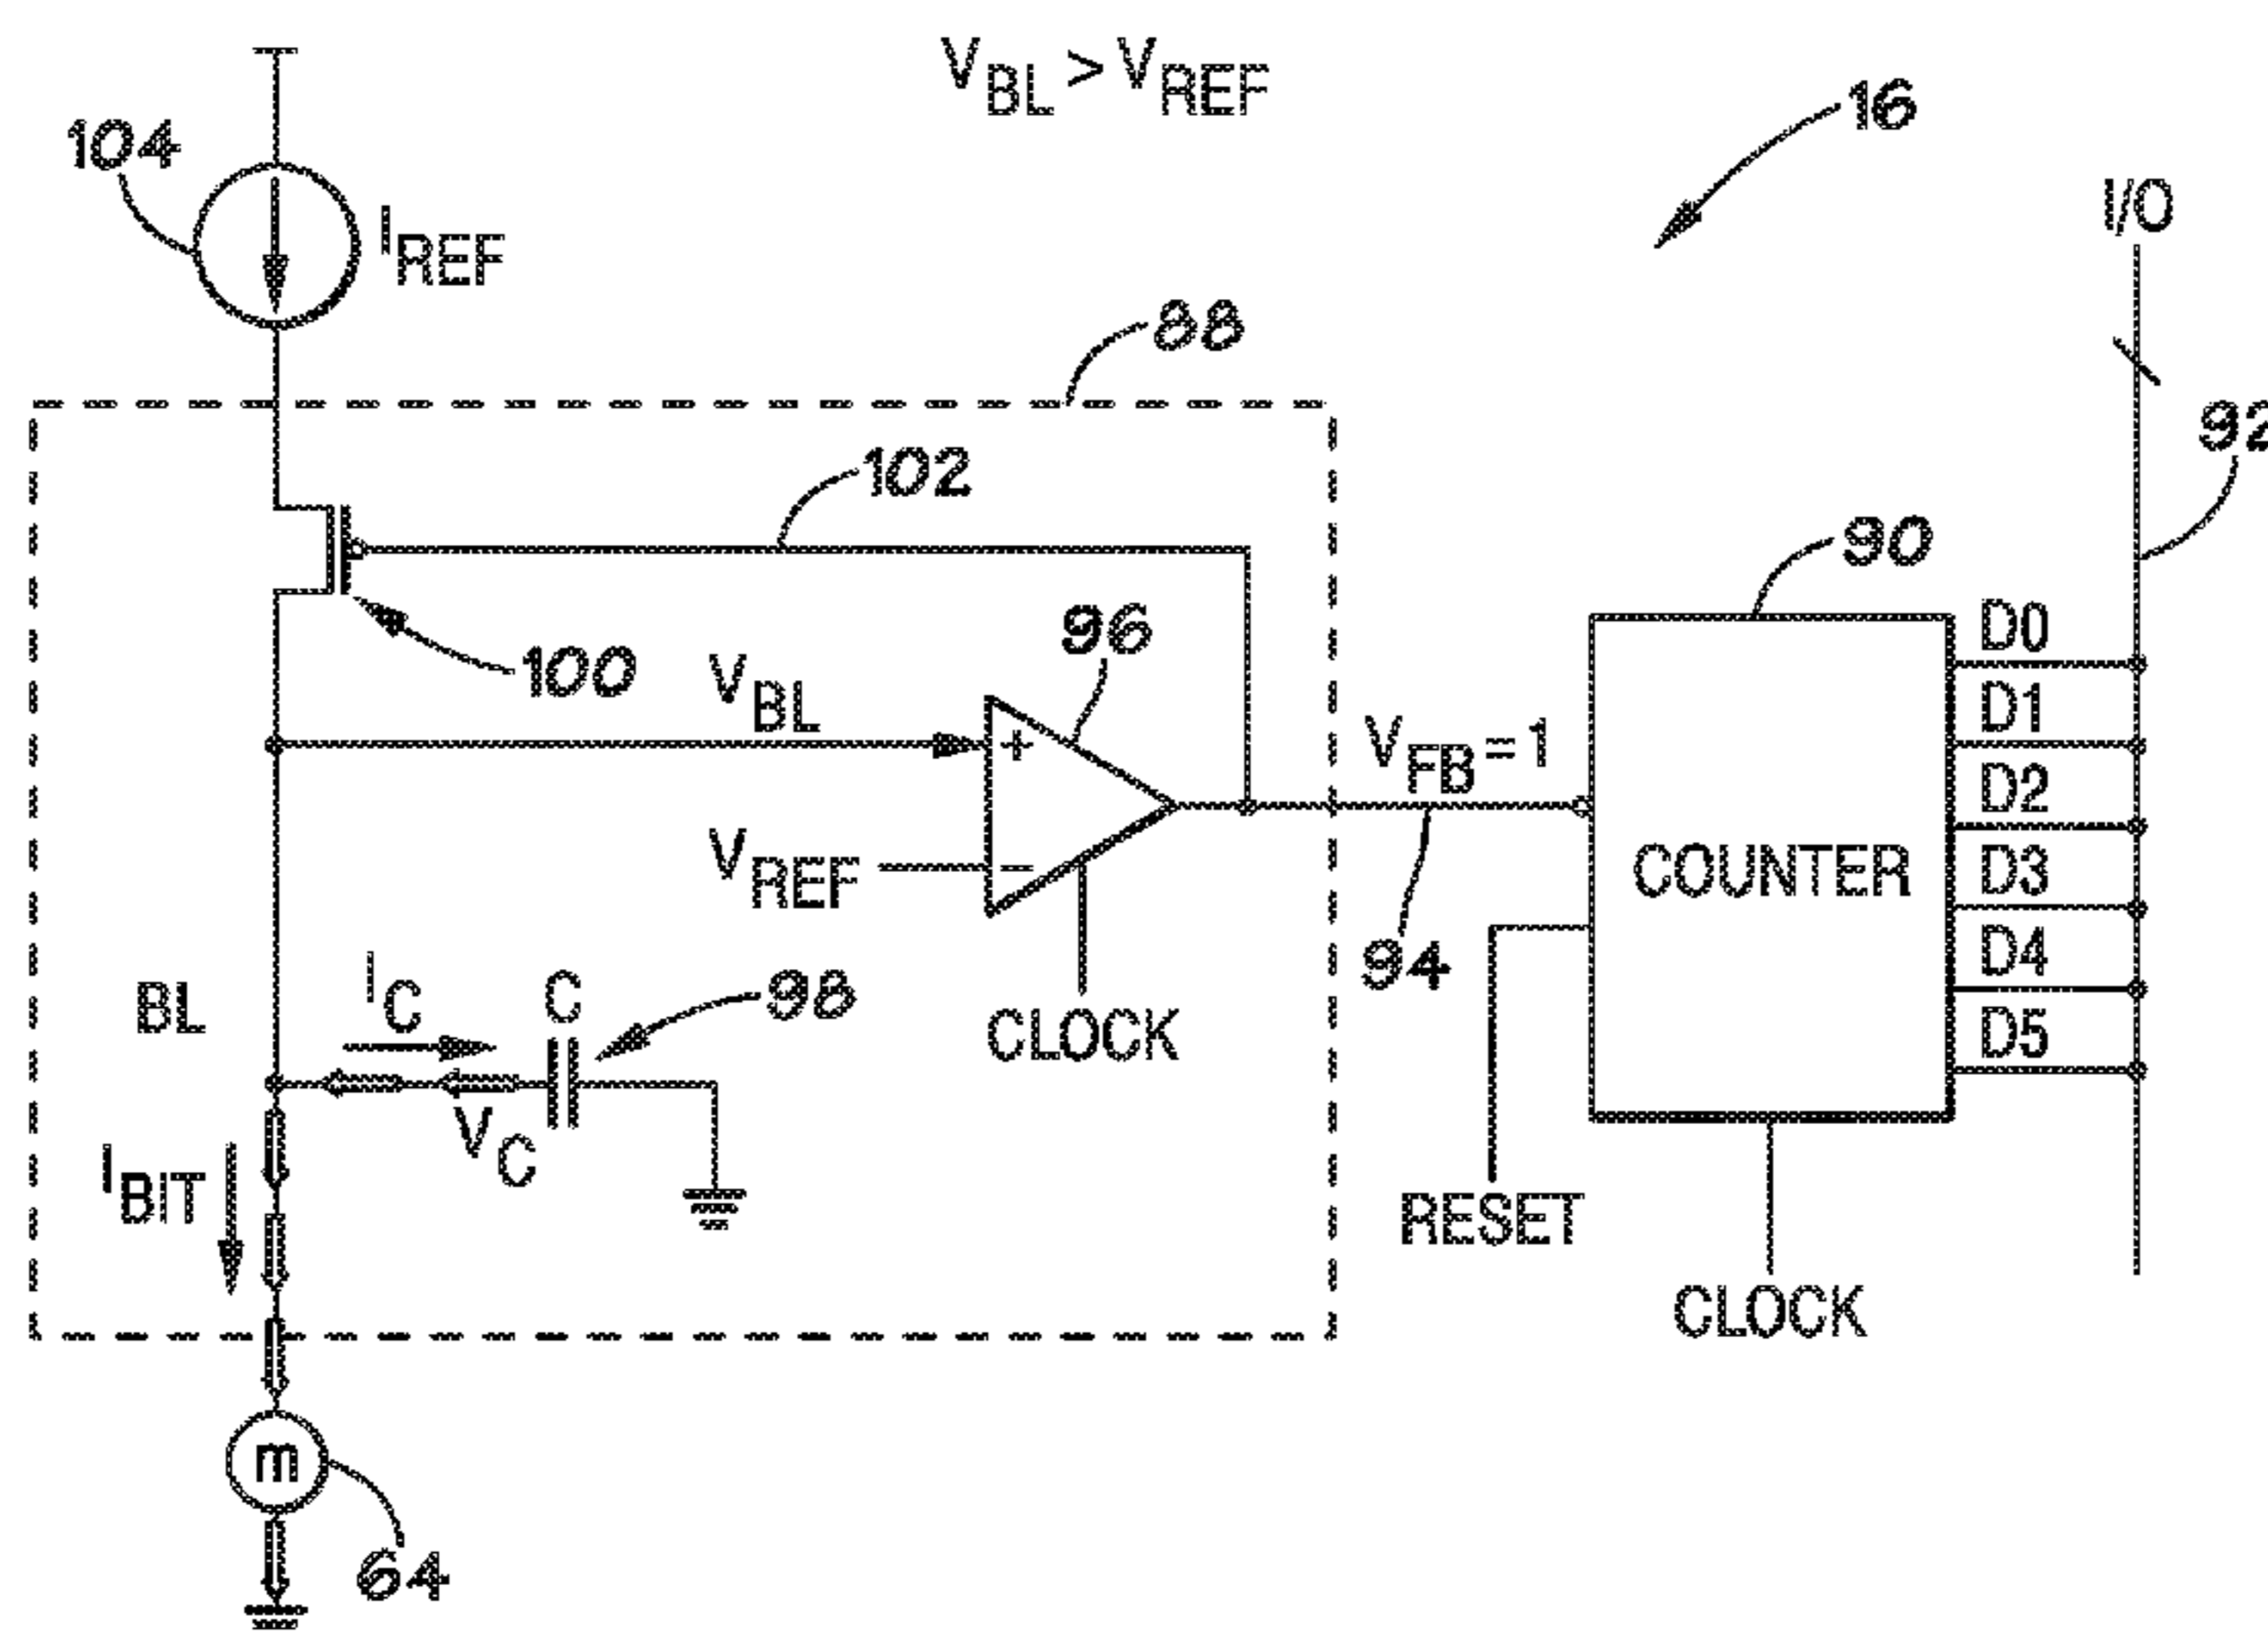 V_BL > V_REF
16
104
I_REF
I/O
88
92
102
90
100
96
V_BL
+
V_FB = 1
V_REF
−
COUNTER
D0
D1
D2
D3
D4
D5
94
BL
I_C
C
98
V_C
CLOCK
I_BIT
RESET
CLOCK
m
64